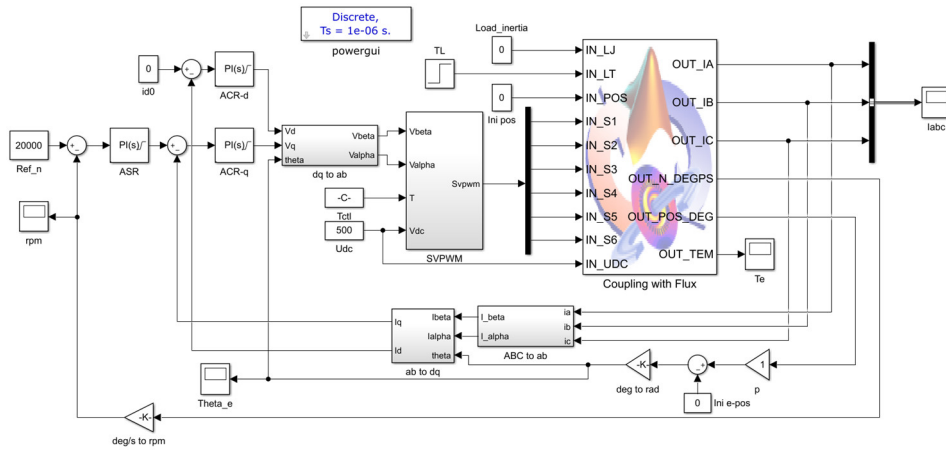 Discrete,
Ts = 1e-06 s.
powergui
Load_inertia
0
TL
0
Ini pos
0
id0
PI(s)
ACR-d
20000
Ref_n
PI(s)
ASR
PI(s)
ACR-q
rpm
Vd
Vq
theta
Vbeta
Valpha
dq to ab
-C-
Tctl
500
Udc
Vbeta
Valpha
T
Vdc
Svpwm
SVPWM
IN_LJ
IN_LT
IN_POS
IN_S1
IN_S2
IN_S3
IN_S4
IN_S5
IN_S6
IN_UDC
OUT_IA
OUT_IB
OUT_IC
OUT_N_DEGPS
OUT_POS_DEG
OUT_TEM
Coupling with Flux
Iabc
Te
Iq
Id
Ibeta
Ialpha
theta
ab to dq
I_beta
I_alpha
ia
ib
ic
ABC to ab
Theta_e
-K-
deg to rad
0
Ini e-pos
1
p
-K-
deg/s to rpm